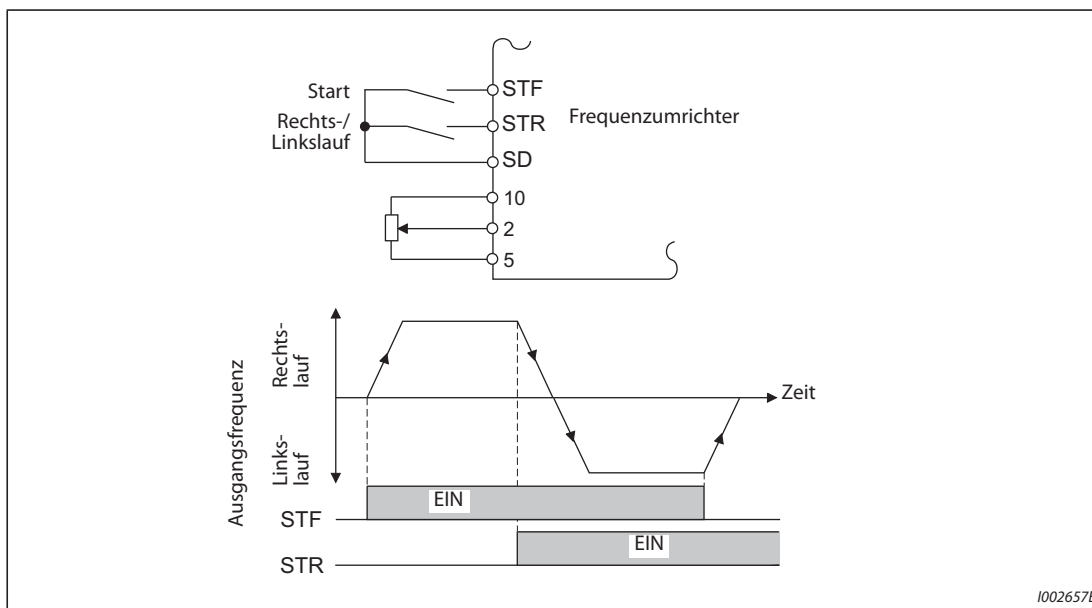 Start
Rechts-/
Linkslauf
STF
STR
SD
10
2
5
Frequenzumrichter
Ausgangsfrequenz
Rechts-
lauf
Links-
lauf
Zeit
EIN
STF
EIN
STR
I002657E